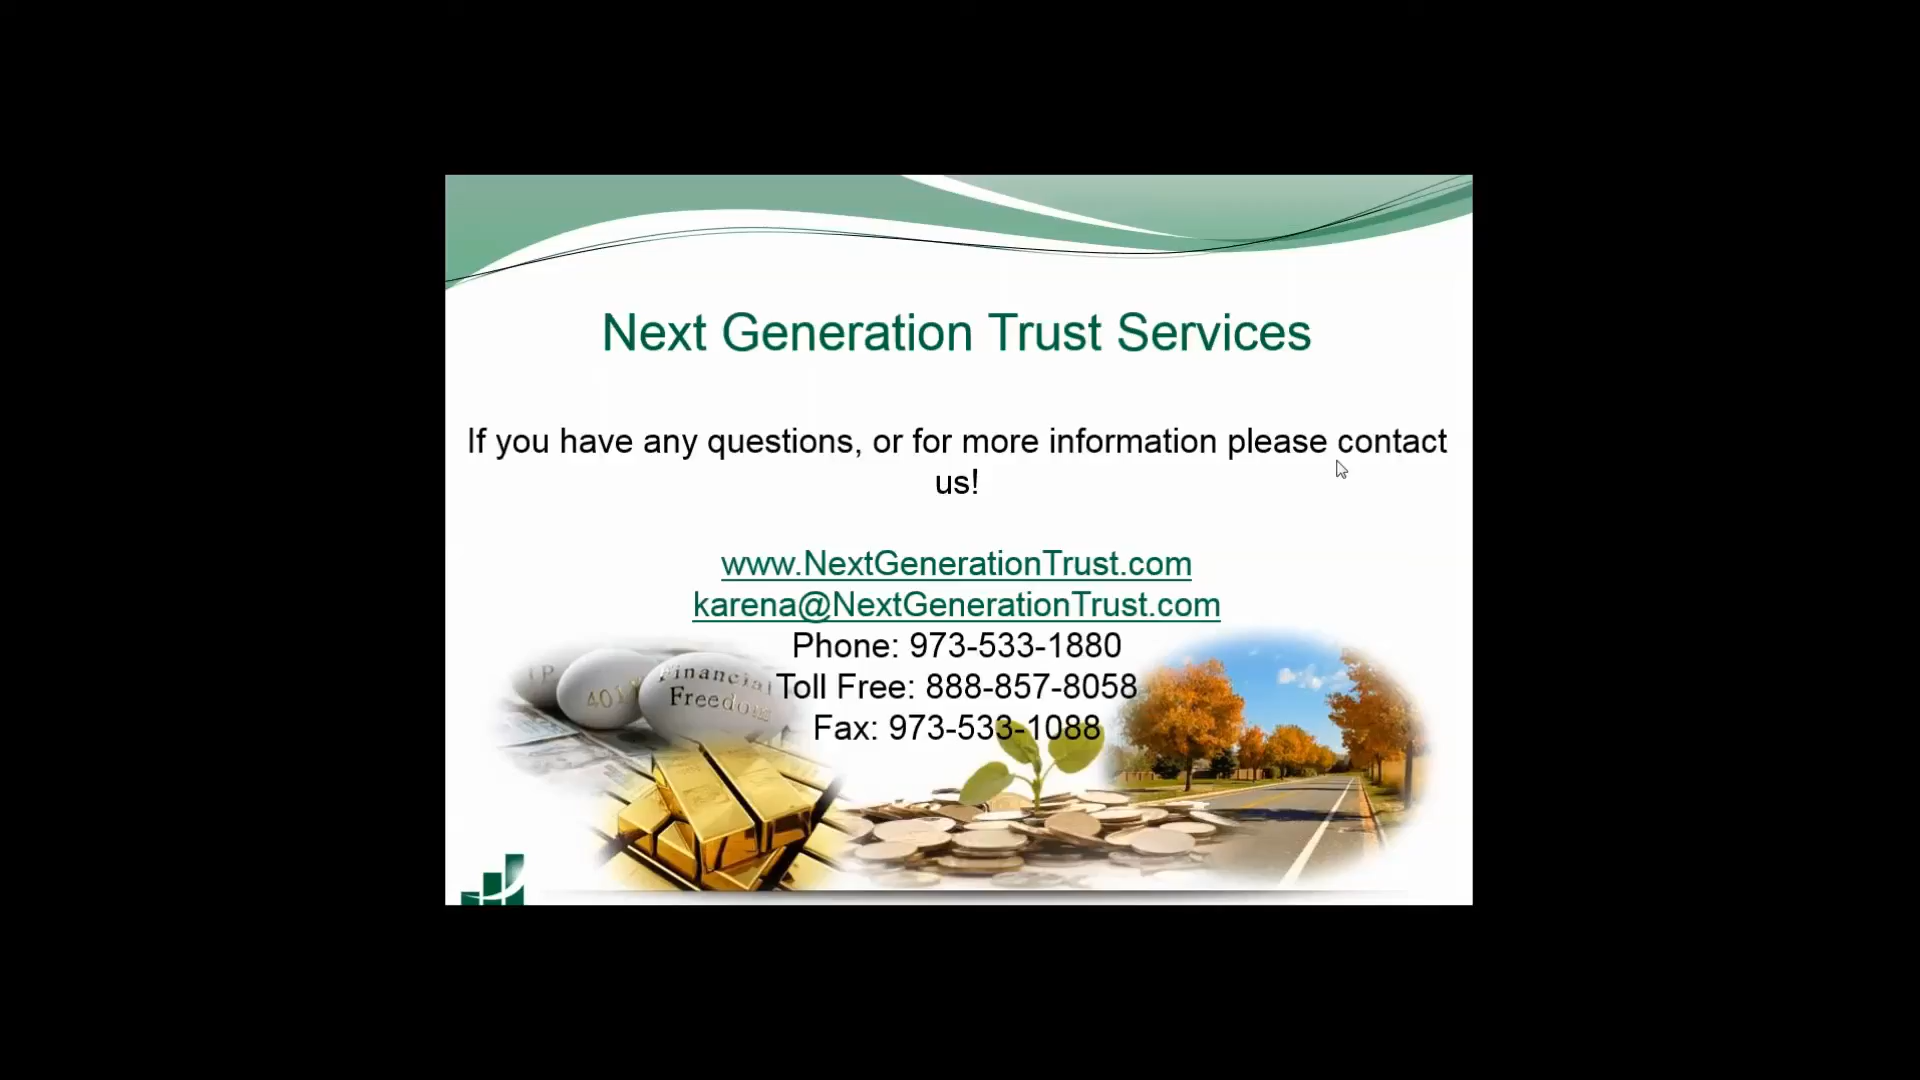 Next Generation Trust Services
If you have any questions, or for more information please contact
us!
www.NextGenerationTrust.com
karena@NextGenerationTrust.com
Phone: 973-533-1880
Toll Free: 888-857-8058
Fax: 973-533-1088
401
Financial
Freedom